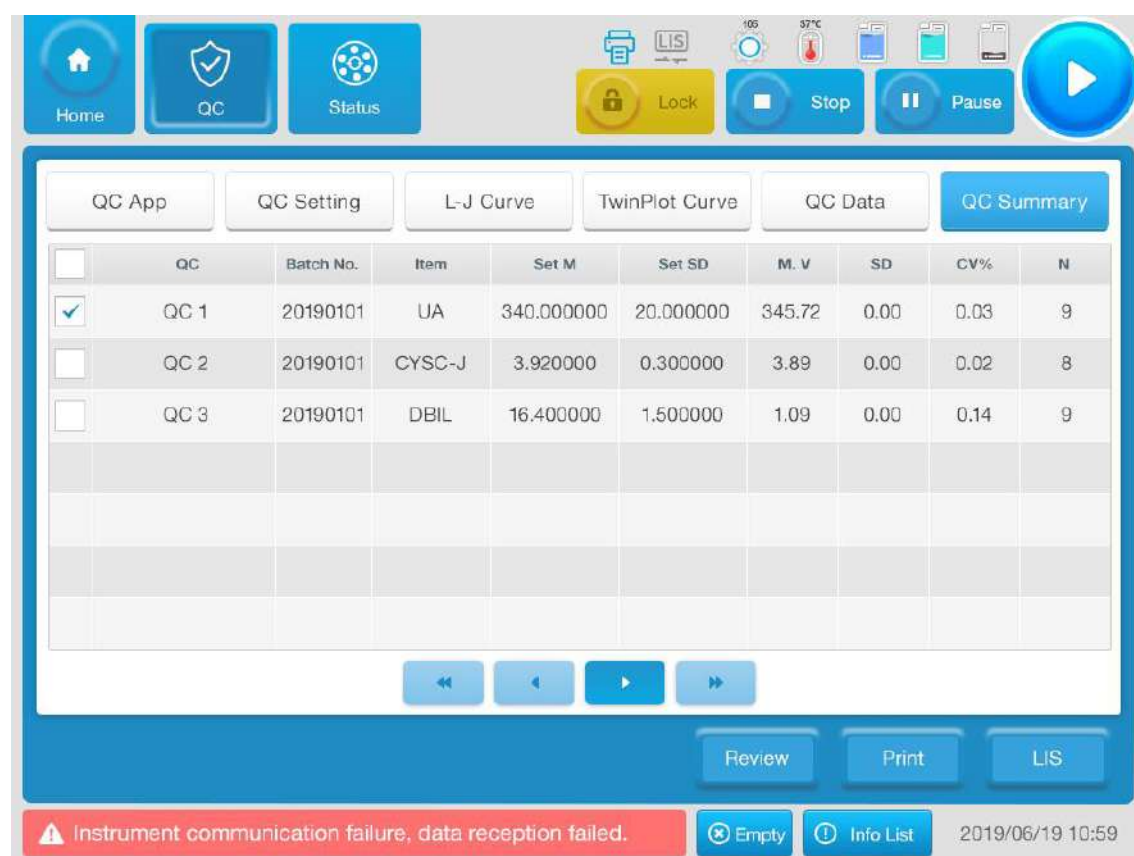 105 37°C
LIS
Home QC Status Lock Stop Pause
QC App QC Setting L-J Curve TwinPlot Curve QC Data QC Summary
QC Batch No. Item Set M Set SD M. V SD CV% N
QC 1 20190101 UA 340.000000 20.000000 345.72 0.00 0.03 9
QC 2 20190101 CYSC-J 3.920000 0.300000 3.89 0.00 0.02 8
QC 3 20190101 DBIL 16.400000 1.500000 1.09 0.00 0.14 9
Review Print LIS
Instrument communication failure, data reception failed. Empty Info List 2019/06/19 10:59